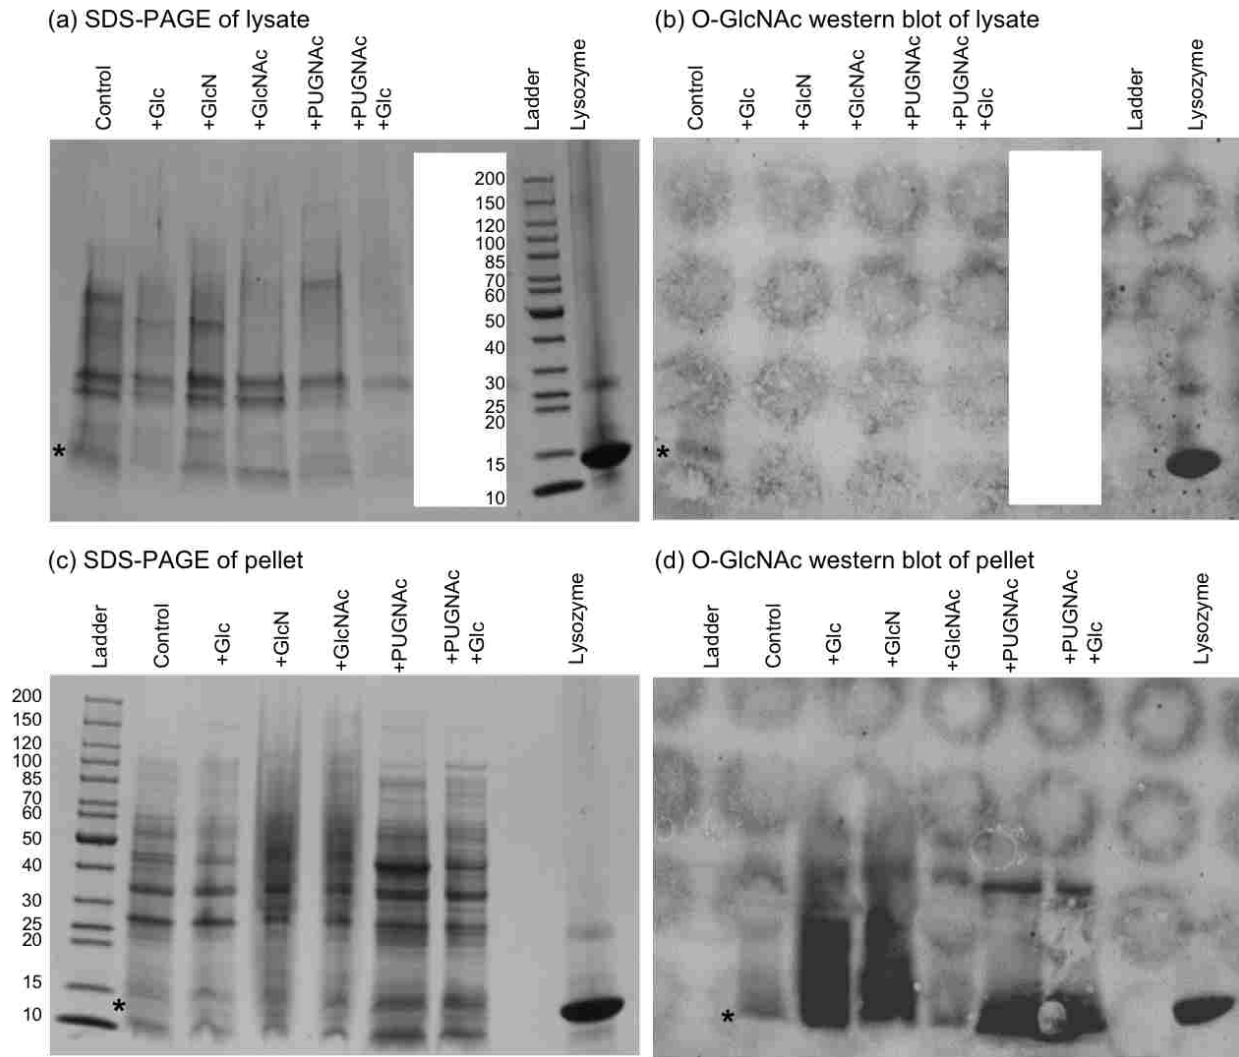 (a) SDS-PAGE of lysate
Control
+Glc
+GlcN
+GlcNAc
+PUGNAc
+PUGNAc
+Glc
Ladder
Lysozyme
200
150
120
100
85
70
60
50
40
30
25
20
15
10
*
(b) O-GlcNAc western blot of lysate
Control
+Glc
+GlcN
+GlcNAc
+PUGNAc
+PUGNAc
+Glc
Ladder
Lysozyme
*
(c) SDS-PAGE of pellet
Ladder
Control
+Glc
+GlcN
+GlcNAc
+PUGNAc
+PUGNAc
+Glc
Lysozyme
200
150
120
100
85
70
60
50
40
30
25
20
15
10
*
(d) O-GlcNAc western blot of pellet
Ladder
Control
+Glc
+GlcN
+GlcNAc
+PUGNAc
+PUGNAc
+Glc
Lysozyme
*